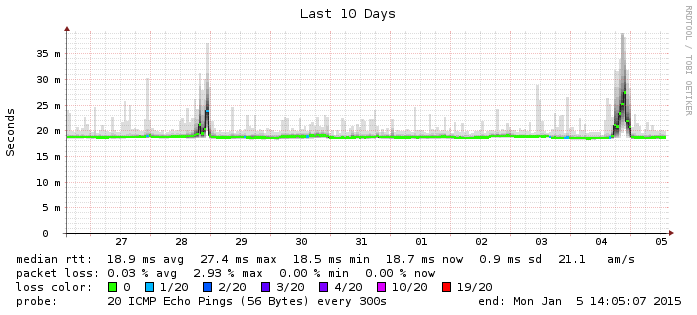 Last 10 Days
RRDTOOL / TOBI OETIKER
Seconds
35 m
30 m
25 m
20 m
15 m
10 m
5 m
0
27 28 29 30 31 01 02 03 04 05
median rtt: 18.9 ms avg 27.4 ms max 18.5 ms min 18.7 ms now 0.9 ms sd 21.1 am/s
packet loss: 0.03 % avg 2.93 % max 0.00 % min 0.00 % now
loss color: 0 1/20 2/20 3/20 4/20 10/20 19/20
probe: 20 ICMP Echo Pings (56 Bytes) every 300s end: Mon Jan 5 14:05:07 2015